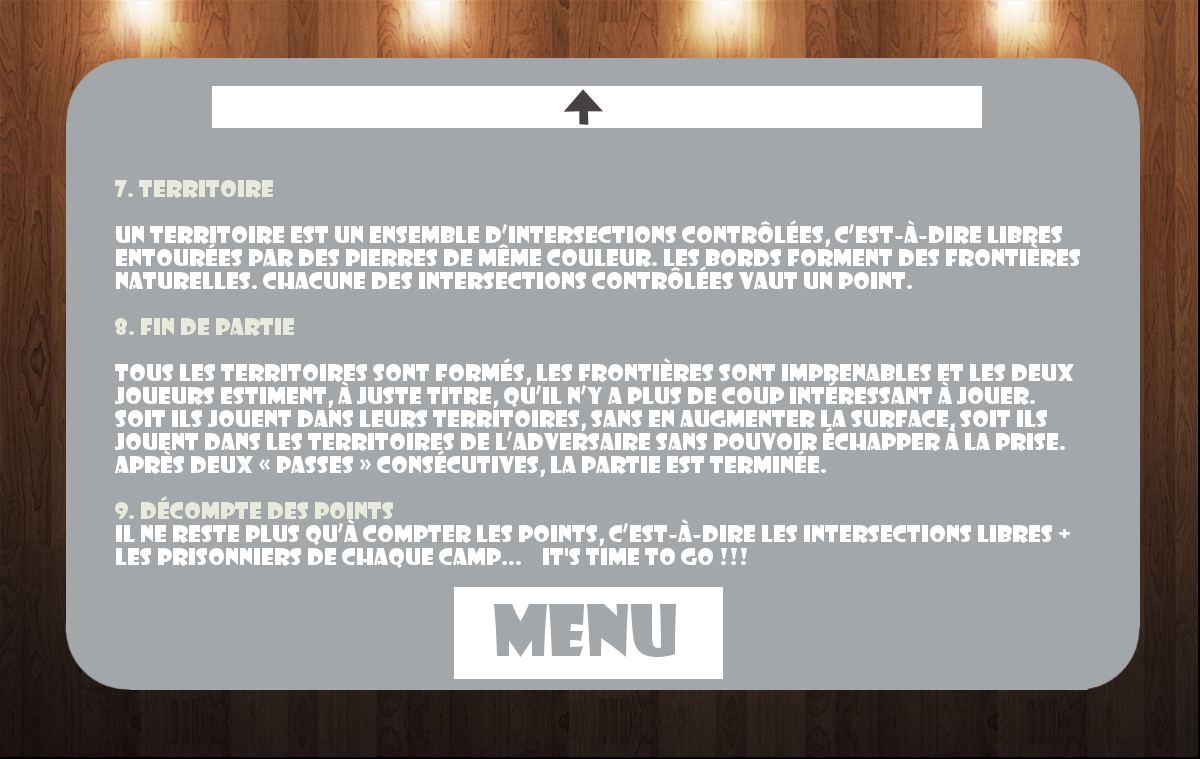 7. TERRITOIRE
UN TERRITOIRE EST UN ENSEMBLE D'INTERSECTIONS CONTRÔLÉES, C'EST-À-DIRE LIBRES
ENTOURÉES PAR DES PIERRES DE MÊME COULEUR. LES BORDS FORMENT DES FRONTIÈRES
NATURELLES. CHACUNE DES INTERSECTIONS CONTRÔLÉES VAUT UN POINT.
8. FIN DE PARTIE
TOUS LES TERRITOIRES SONT FORMÉS, LES FRONTIÈRES SONT IMPRENABLES ET LES DEUX
JOUEURS ESTIMENT, À JUSTE TITRE, QU'IL N'Y A PLUS DE COUP INTÉRESSANT À JOUER.
SOIT ILS JOUENT DANS LEURS TERRITOIRES, SANS EN AUGMENTER LA SURFACE, SOIT ILS
JOUENT DANS LES TERRITOIRES DE L'ADVERSAIRE SANS POUVOIR ÉCHAPPER À LA PRISE.
APRÈS DEUX « PASSES » CONSÉCUTIVES, LA PARTIE EST TERMINÉE.
9. DÉCOMPTE DES POINTS
IL NE RESTE PLUS QU'À COMPTER LES POINTS, C'EST-À-DIRE LES INTERSECTIONS LIBRES +
LES PRISONNIERS DE CHAQUE CAMP... IT'S TIME TO GO !!!
MENU